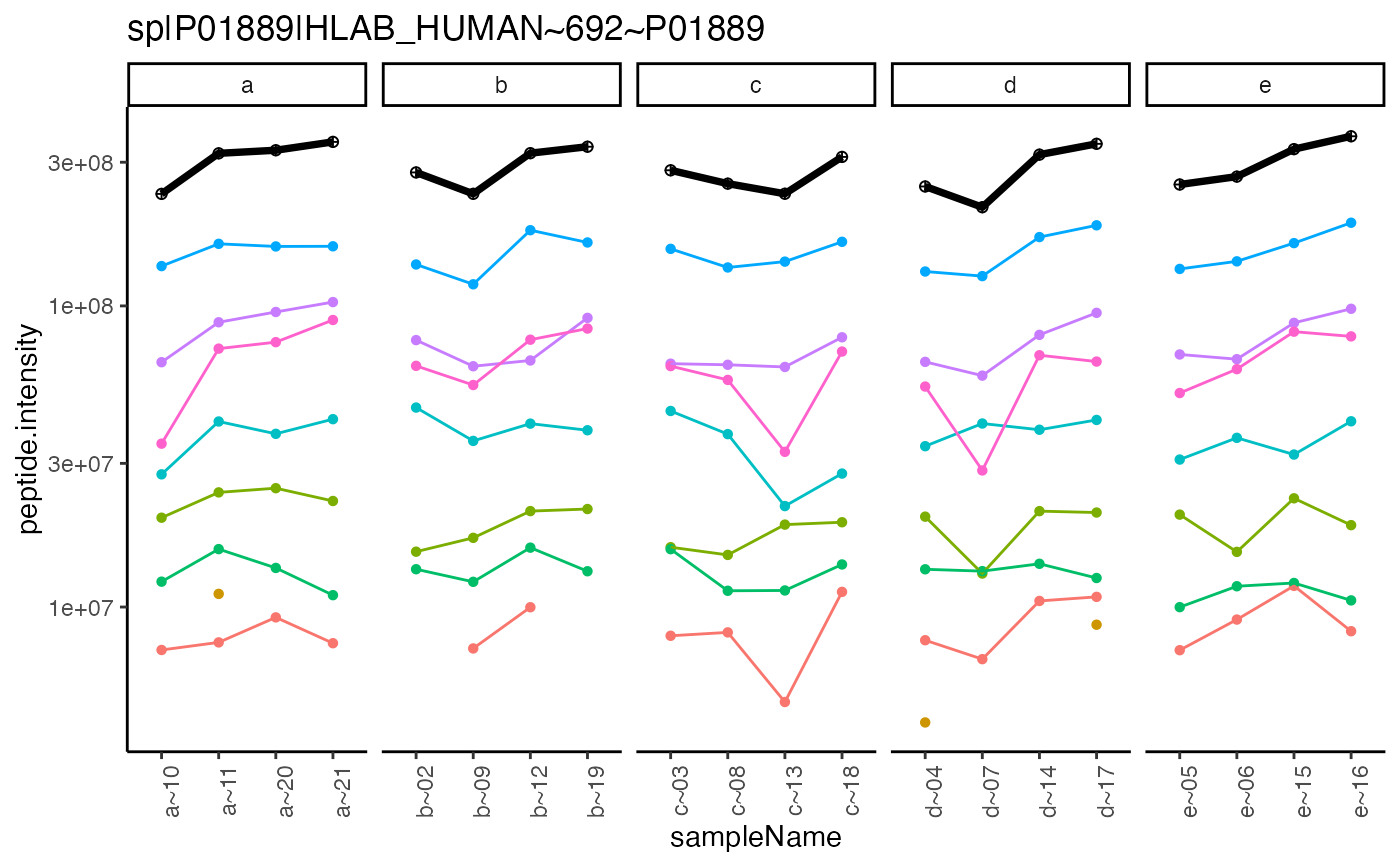 sp|P01889|HLAB_HUMAN~692~P01889
a b c d e
3e+08
1e+08
3e+07
1e+07
peptide.intensity
a~10 a~11 a~20 a~21 b~02 b~09 b~12 b~19 c~03 c~08 c~13 c~18 d~04 d~07 d~14 d~17 e~05 e~06 e~15 e~16
sampleName